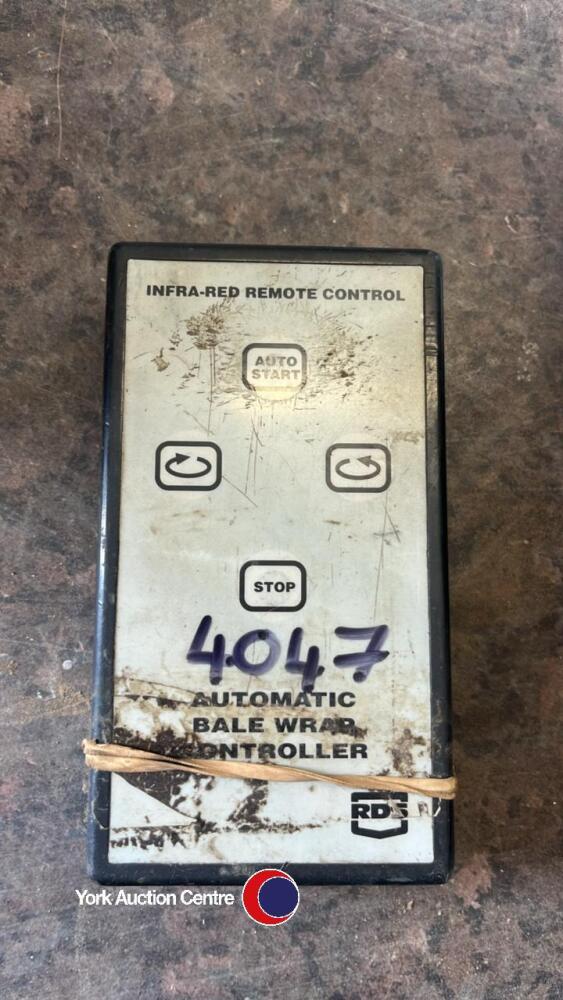 INFRA-RED REMOTE CONTROL
AUTO
START
STOP
4047
AUTOMATIC
BALE WRAP
CONTROLLER
RDS
York Auction Centre